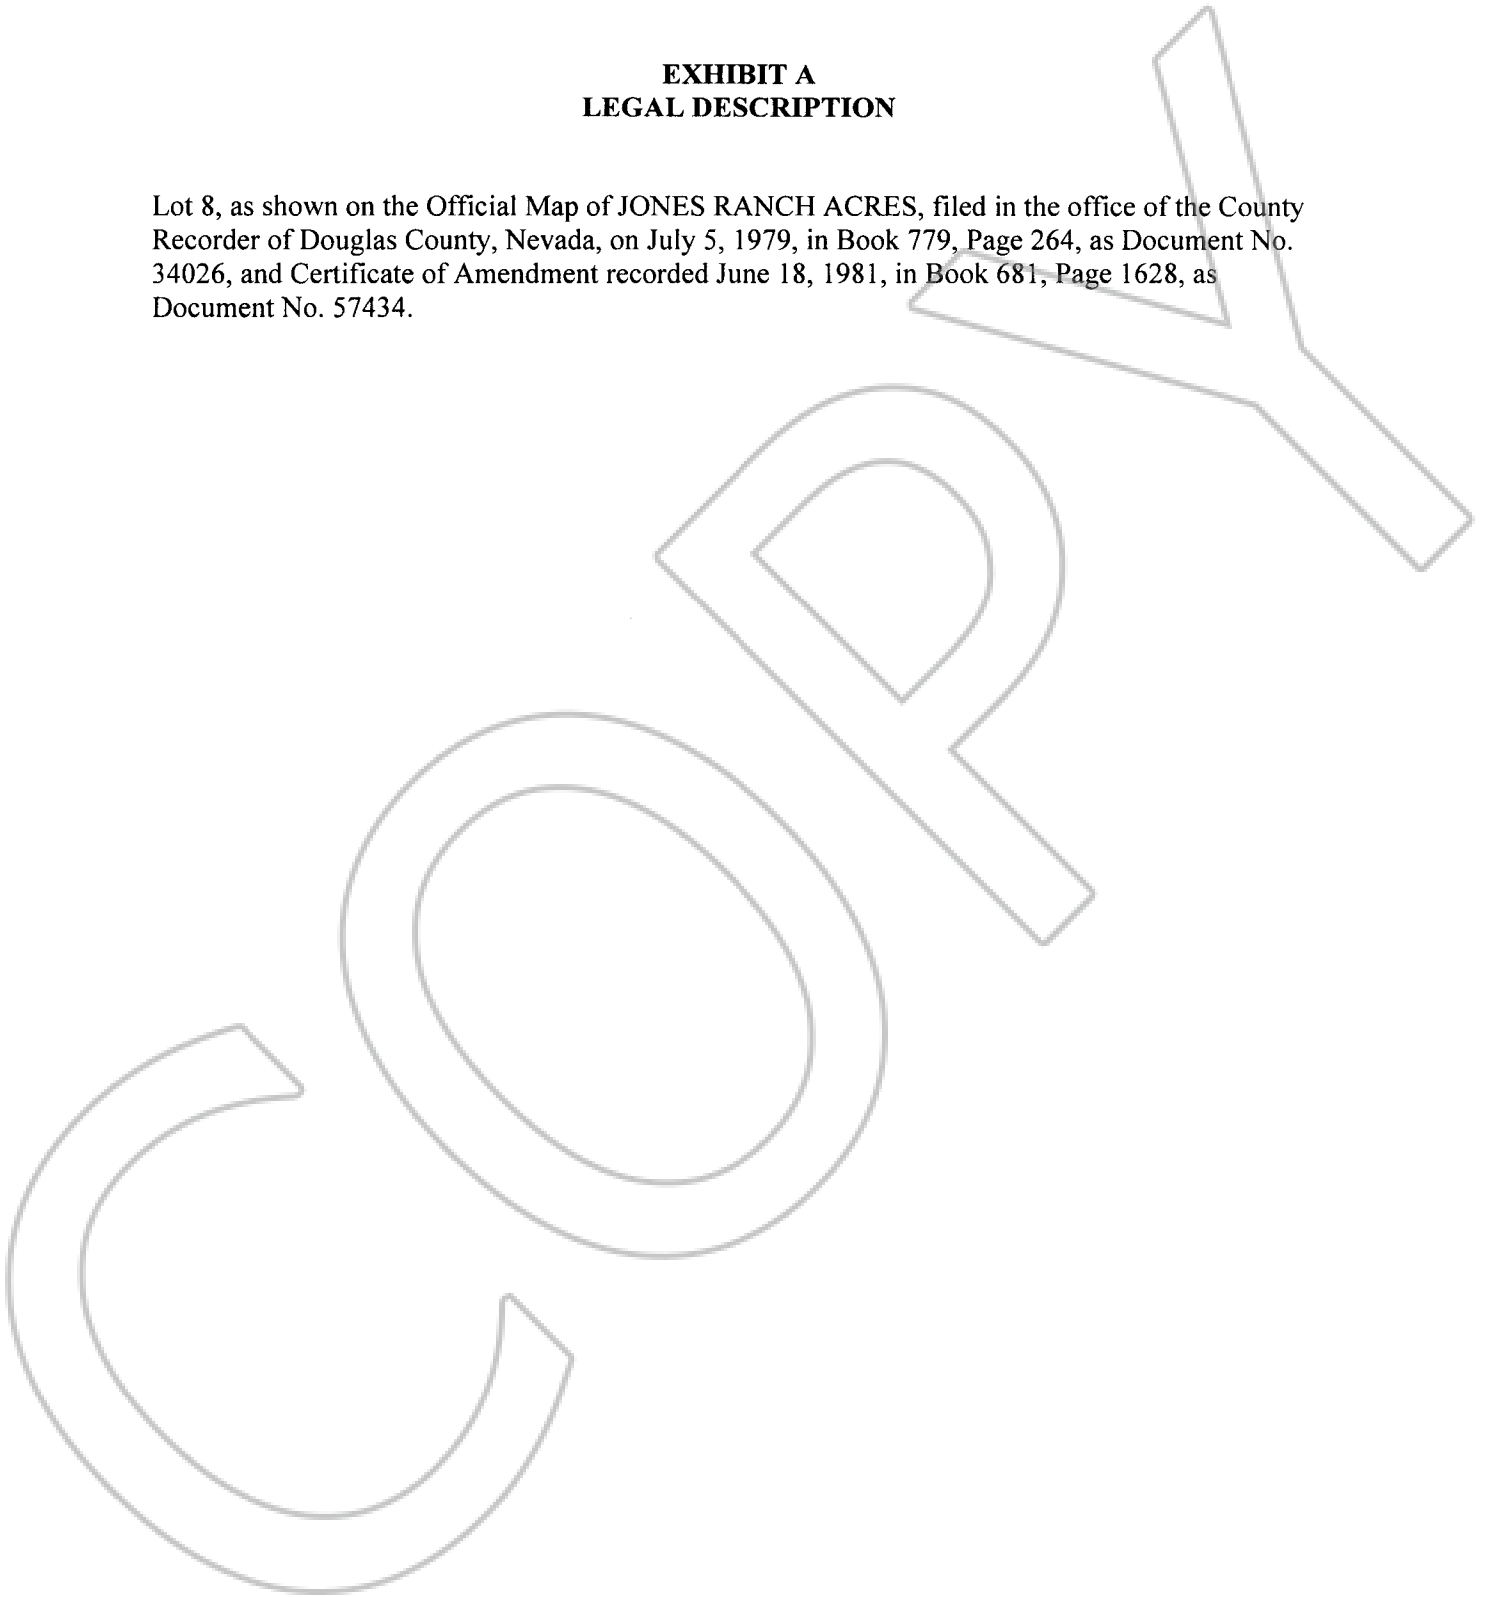 EXHIBIT A
LEGAL DESCRIPTION
Lot 8, as shown on the Official Map of JONES RANCH ACRES, filed in the office of the County
Recorder of Douglas County, Nevada, on July 5, 1979, in Book 779, Page 264, as Document No.
34026, and Certificate of Amendment recorded June 18, 1981, in Book 681, Page 1628, as
Document No. 57434.
COPY